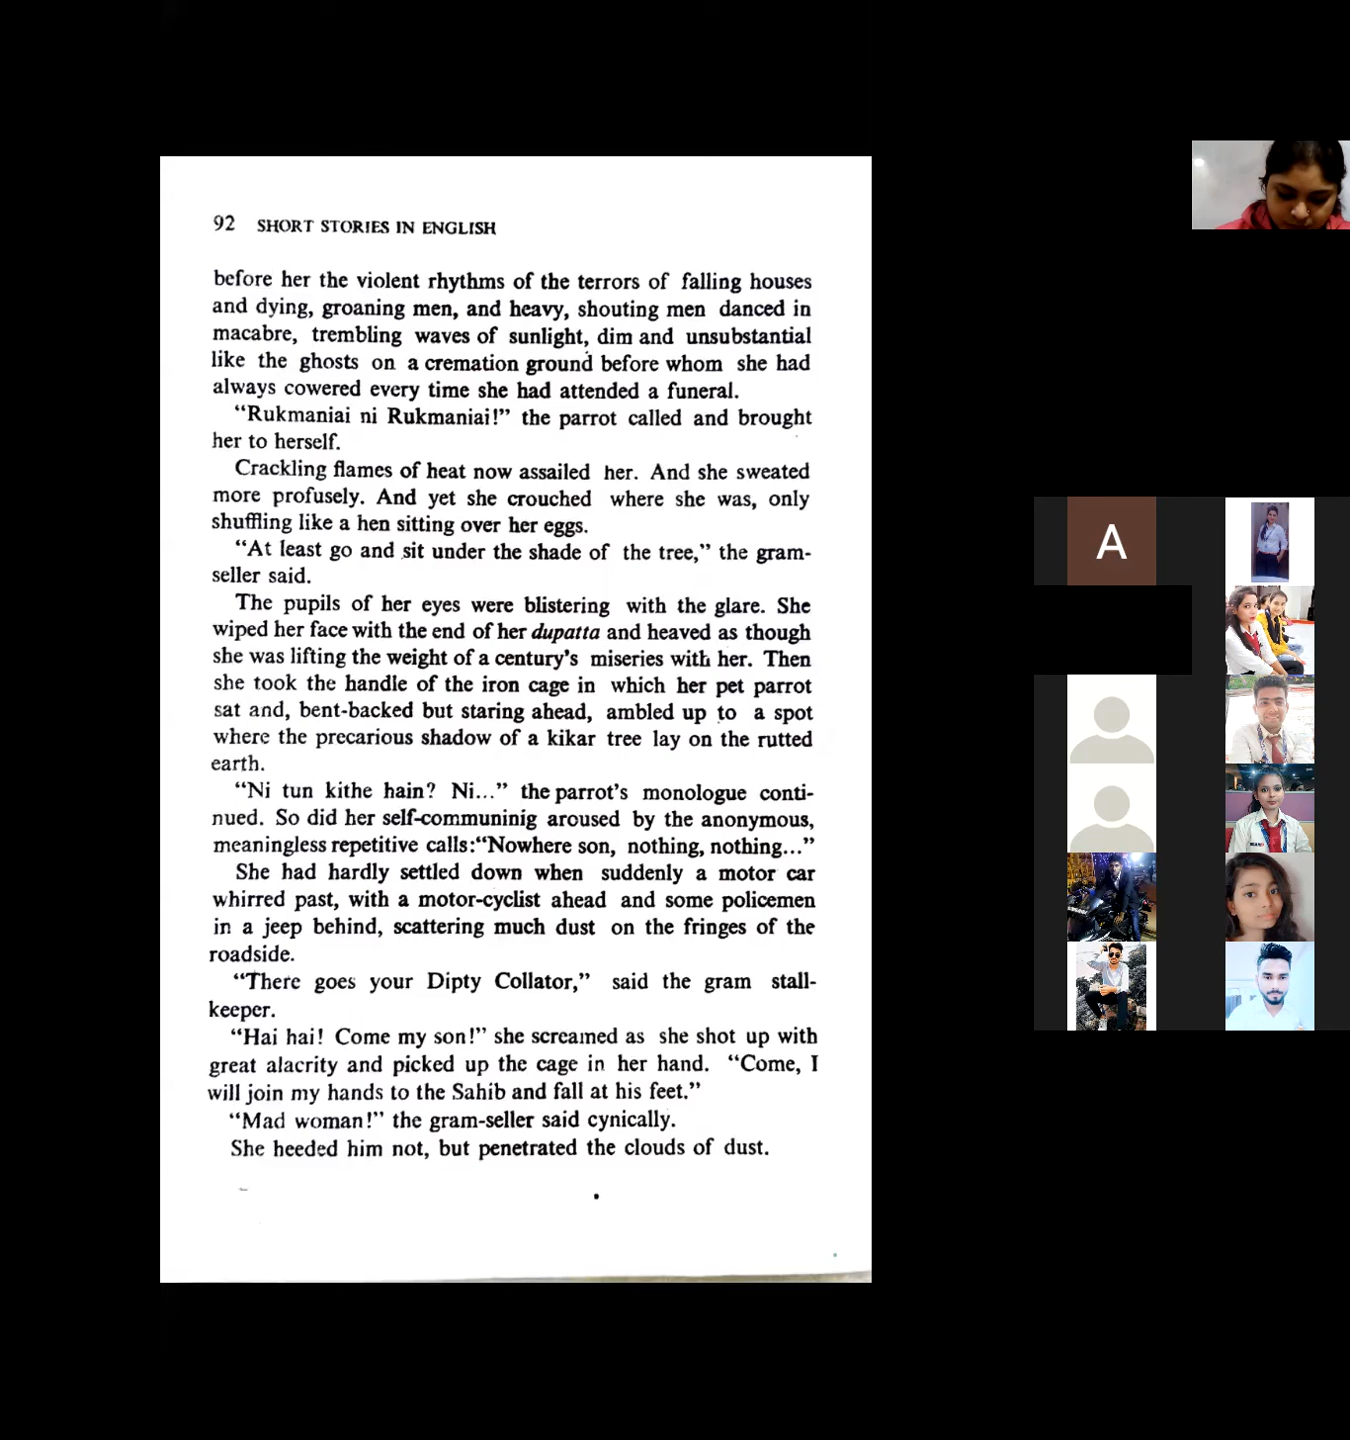 92 SHORT STORIES IN ENGLISH
before her the violent rhythms of the terrors of falling houses
and dying, groaning men, and heavy, shouting men danced in
macabre, trembling waves of sunlight, dim and unsubstantial
like the ghosts on a cremation ground before whom she had
always cowered every time she had attended a funeral.
“Rukmaniai ni Rukmaniai!” the parrot called and brought
her to herself.
Crackling flames of heat now assailed her. And she sweated
more profusely. And yet she crouched where she was, only
shuffling like a hen sitting over her eggs.
“At least go and sit under the shade of the tree,” the gram-
seller said.
The pupils of her eyes were blistering with the glare. She
wiped her face with the end of her dupatta and heaved as though
she was lifting the weight of a century’s miseries with her. Then
she took the handle of the iron cage in which her pet parrot
sat and, bent-backed but staring ahead, ambled up to a spot
where the precarious shadow of a kikar tree lay on the rutted
earth.
“Ni tun kithe hain? Ni...” the parrot’s monologue conti-
nued. So did her self-communinig aroused by the anonymous,
meaningless repetitive calls:“Nowhere son, nothing, nothing...”
She had hardly settled down when suddenly a motor car
whirred past, with a motor-cyclist ahead and some policemen
in a jeep behind, scattering much dust on the fringes of the
roadside.
“There goes your Dipty Collator,” said the gram stall-
keeper.
“Hai hai! Come my son!” she screamed as she shot up with
great alacrity and picked up the cage in her hand. “Come, I
will join my hands to the Sahib and fall at his feet.”
“Mad woman!” the gram-seller said cynically.
She heeded him not, but penetrated the clouds of dust.
A